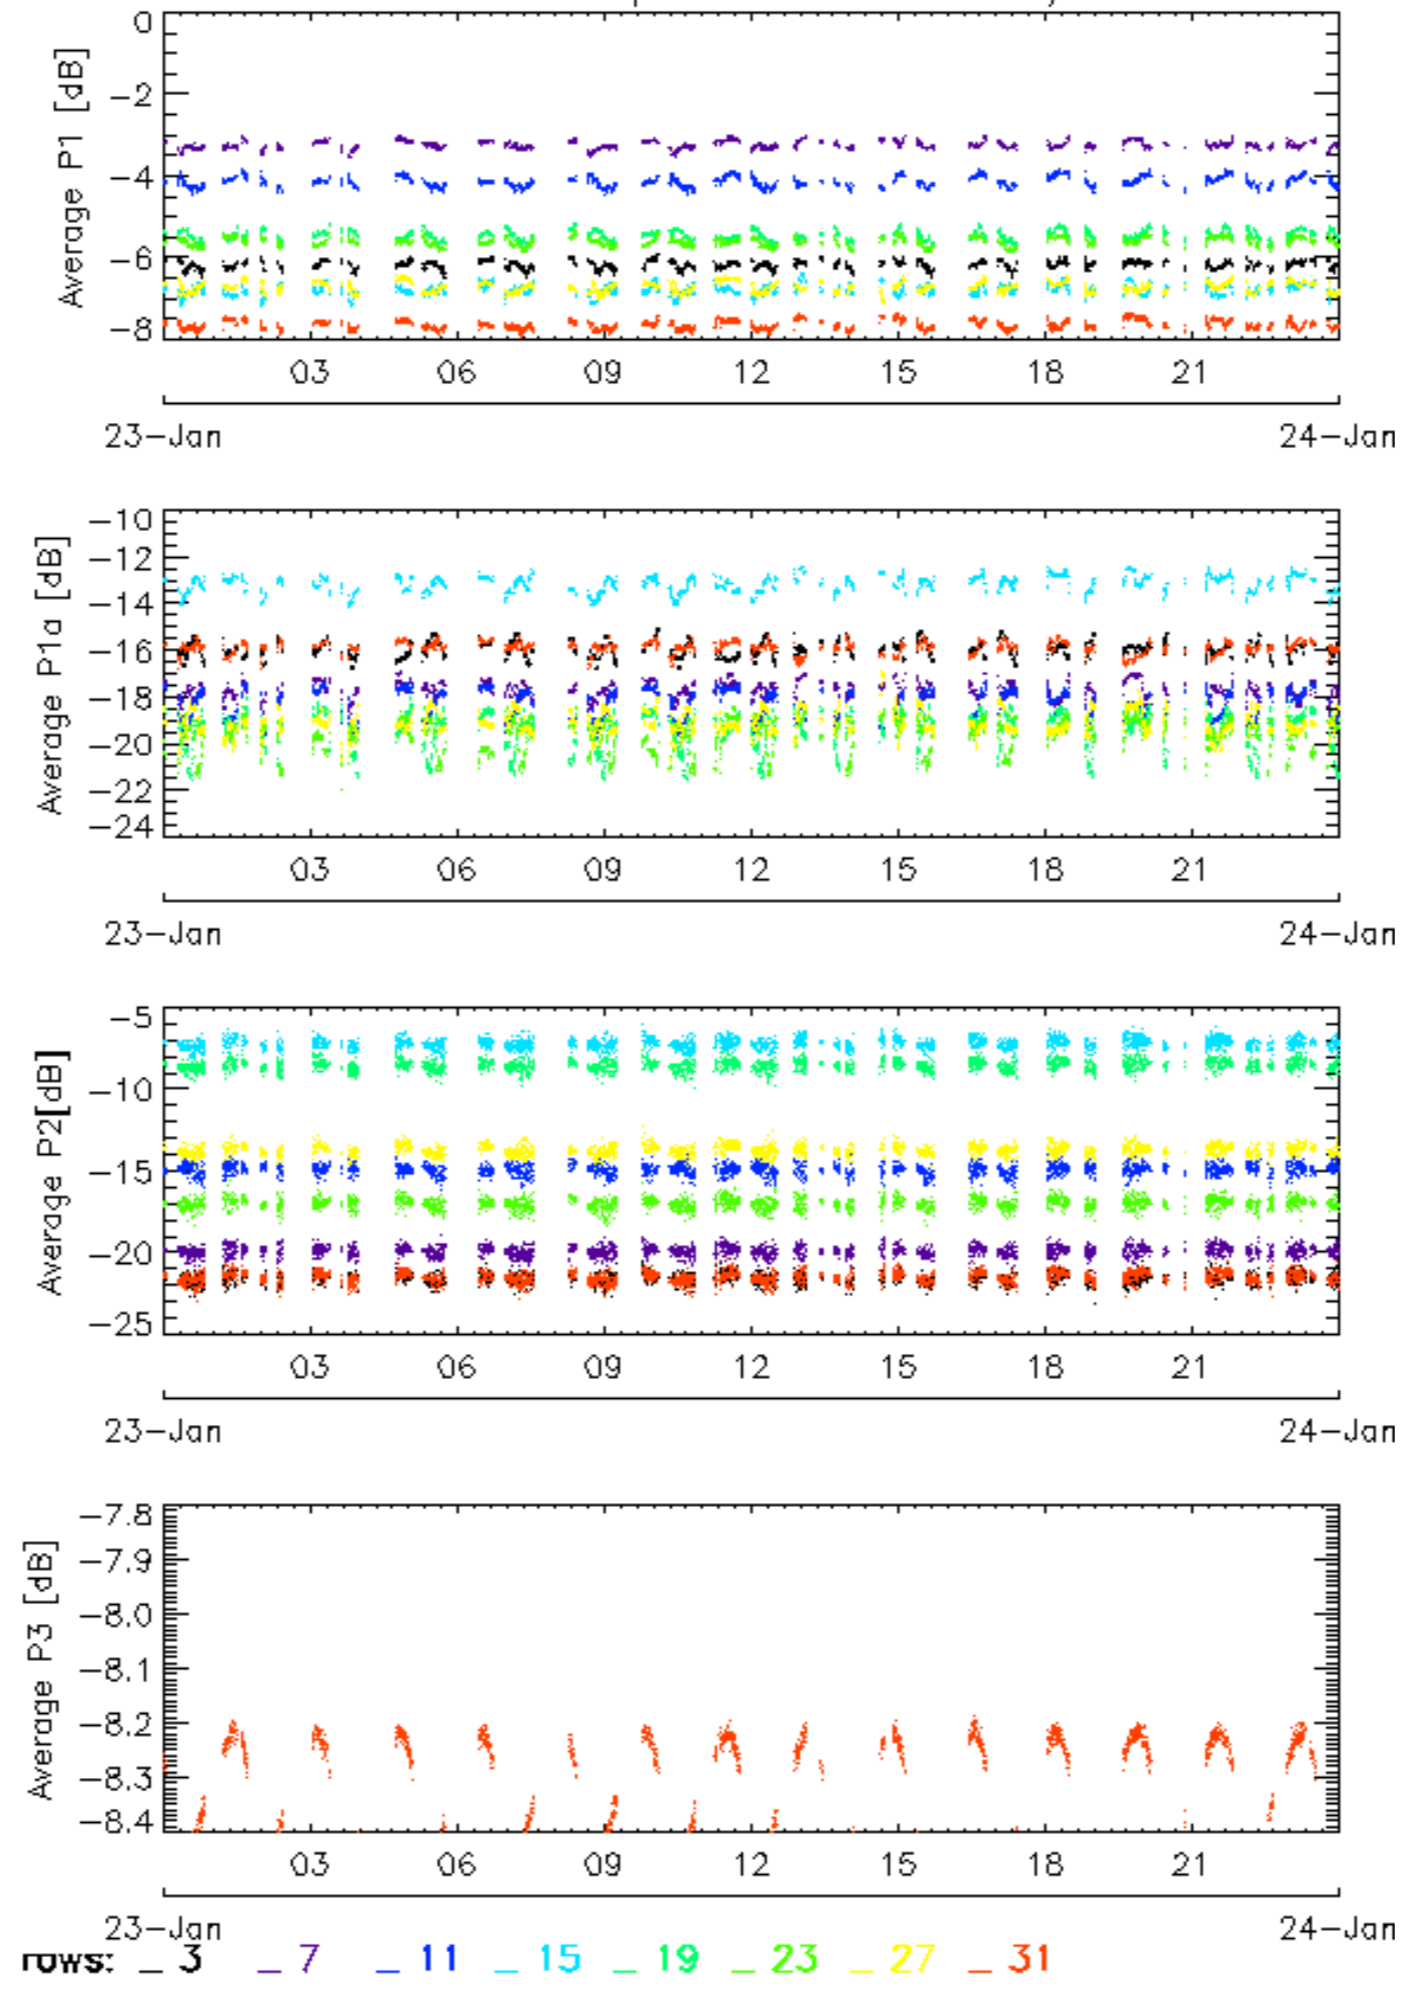 0
Average P1 [dB]
-2
-4
-6
-8
03 06 09 12 15 18 21
23-Jan 24-Jan
-10
Average P1a [dB]
-12
-14
-16
-18
-20
-22
-24
03 06 09 12 15 18 21
23-Jan 24-Jan
-5
Average P2[dB]
-10
-15
-20
-25
03 06 09 12 15 18 21
23-Jan 24-Jan
-7.8
Average P3 [dB]
-7.9
-8.0
-8.1
-8.2
-8.3
-8.4
03 06 09 12 15 18 21
23-Jan 24-Jan
rows: _ 3 _ 7 _ 11 _ 15 _ 19 _ 23 _ 27 _ 31